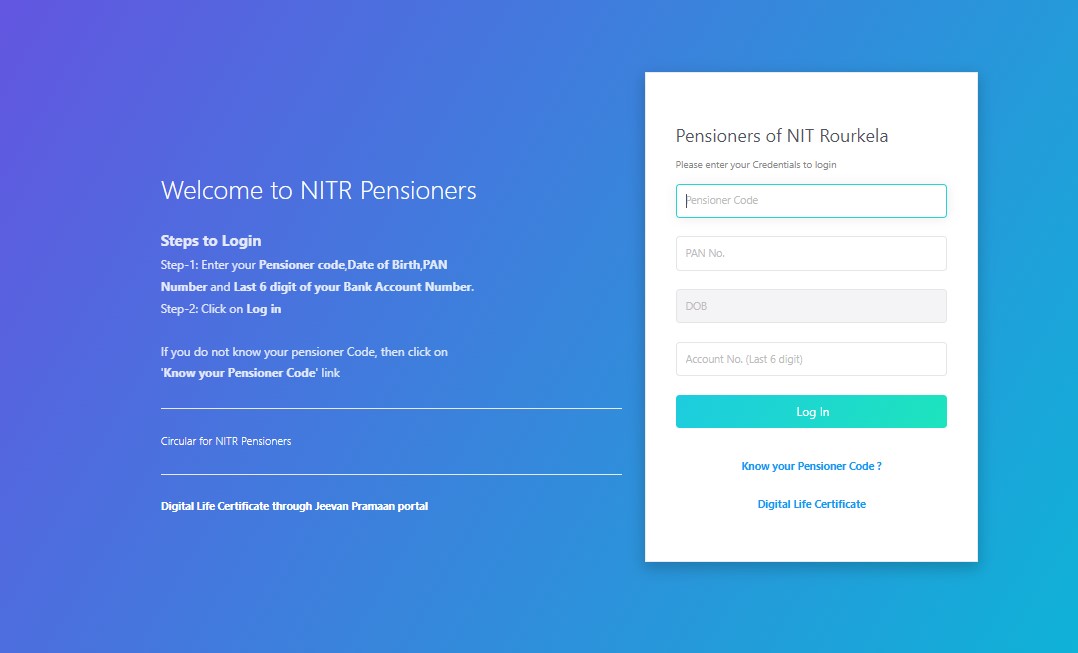 Welcome to NITR Pensioners
Steps to Login
Step-1: Enter your Pensioner code,Date of Birth,PAN
Number and Last 6 digit of your Bank Account Number.
Step-2: Click on Log in
If you do not know your pensioner Code, then click on
'Know your Pensioner Code' link
Circular for NITR Pensioners
Digital Life Certificate through Jeevan Pramaan portal
Pensioners of NIT Rourkela
Please enter your Credentials to login
Pensioner Code
PAN No.
DOB
Account No. (Last 6 digit)
Log In
Know your Pensioner Code ?
Digital Life Certificate